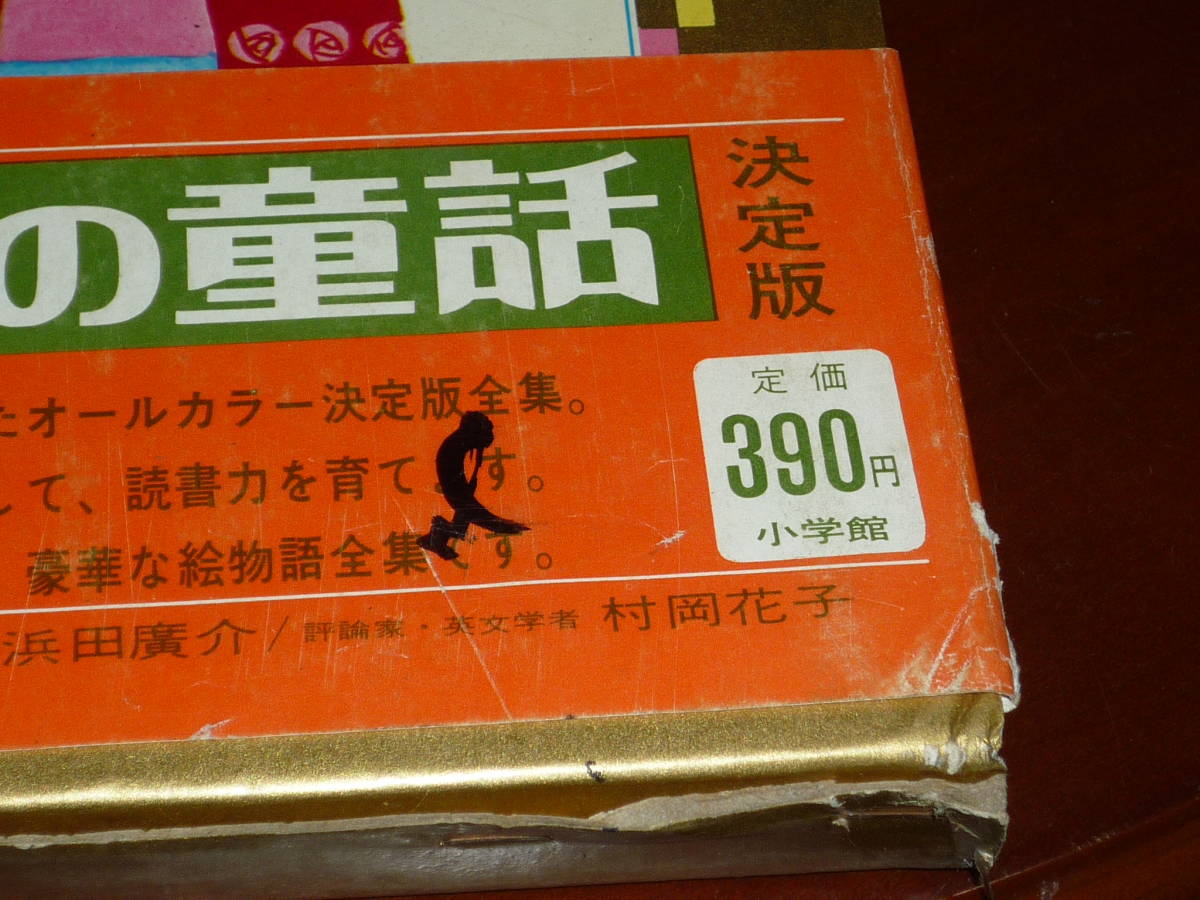 の童話
決定版
たオールカラー決定版全集。
して、読書力を育てます。
豪華な絵物語全集です。
定価
390円
小学館
浜田廣介/評論家・英文学者 村岡花子